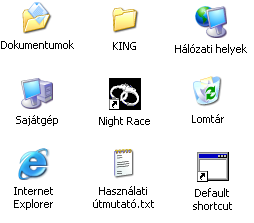 Dokumentumok
KING
Hálózati helyek
Sajátgép
Night Race
Lomtár
Internet
Explorer
Használati
útmutató.txt
Default
shortcut